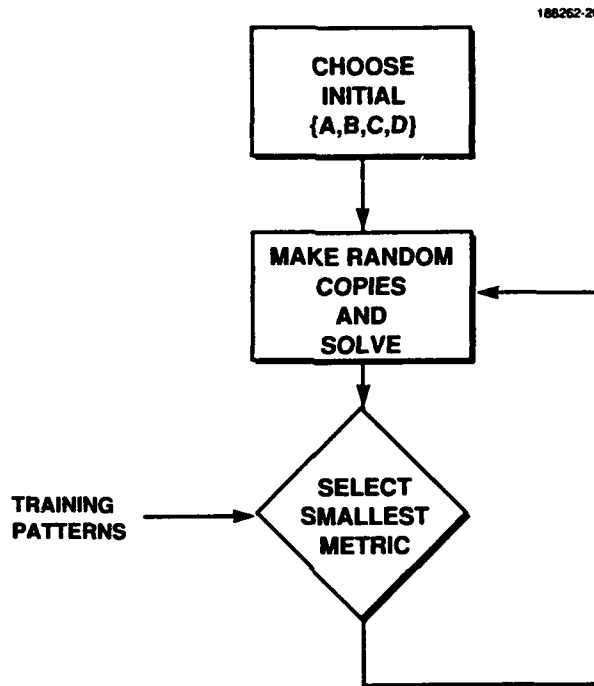 188262-20
CHOOSE
INITIAL
{A,B,C,D}
MAKE RANDOM
COPIES
AND
SOLVE
TRAINING
PATTERNS
SELECT
SMALLEST
METRIC